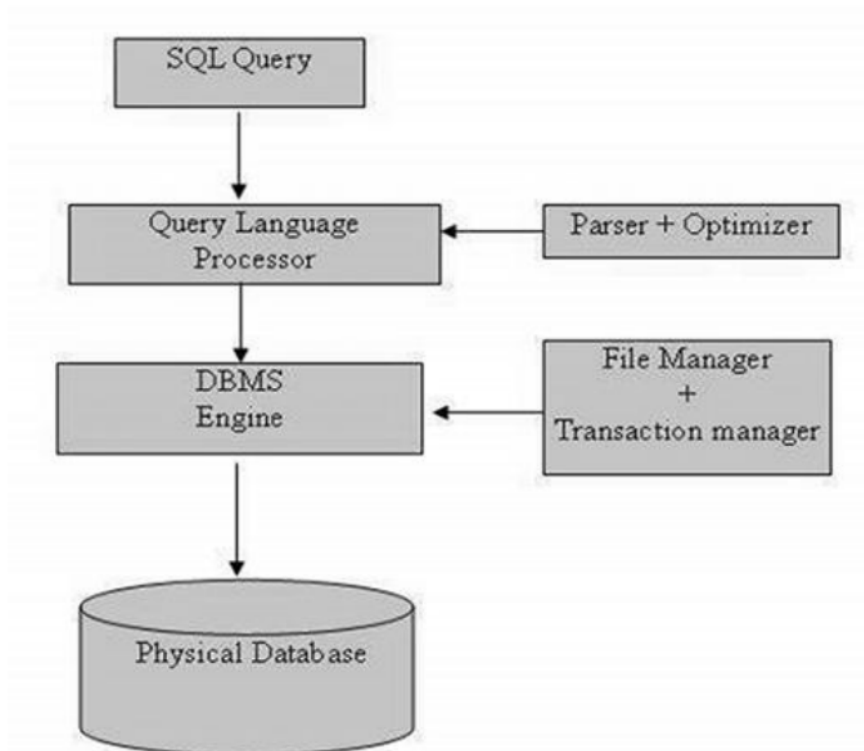 SQL Query
Query Language
Processor
Parser + Optimizer
DBMS
Engine
File Manager
+
Transaction manager
Physical Database